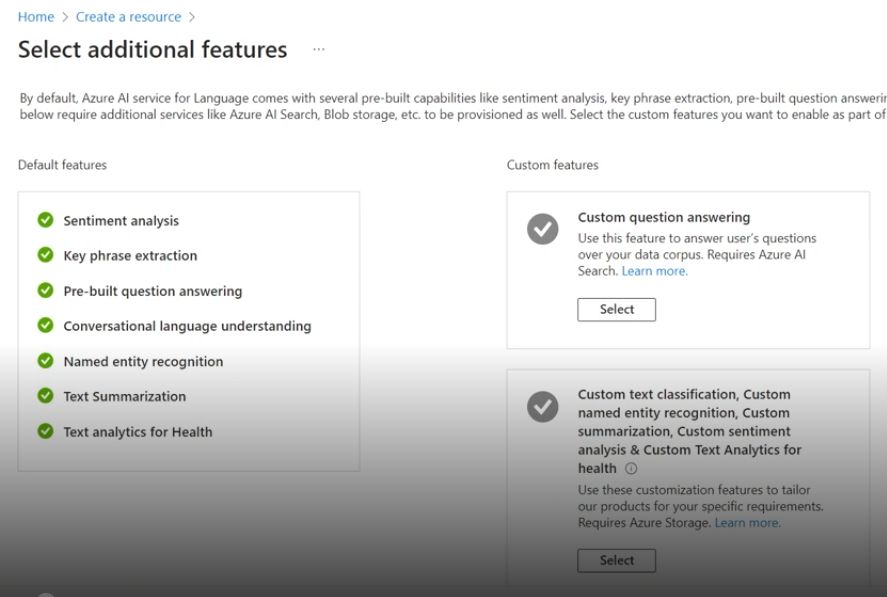 Home > Create a resource >
Select additional features ...
By default, Azure AI service for Language comes with several pre-built capabilities like sentiment analysis, key phrase extraction, pre-built question
below require additional services like Azure AI Search, Blob storage, etc. to be provisioned as well. Select the custom features you want to enable as part of
Default features
Sentiment analysis
Key phrase extraction
Pre-built question answering
Conversational language understanding
Named entity recognition
Text Summarization
Text analytics for Health
Custom features
Custom question answering
Use this feature to answer user's questions
over your data corpus. Requires Azure AI
Search. Learn more.
Select
Custom text classification, Custom
named entity recognition, Custom
summarization, Custom sentiment
analysis & Custom Text Analytics for
health
Use these customization features to tailor
our products for your specific requirements.
Requires Azure Storage. Learn more.
Select